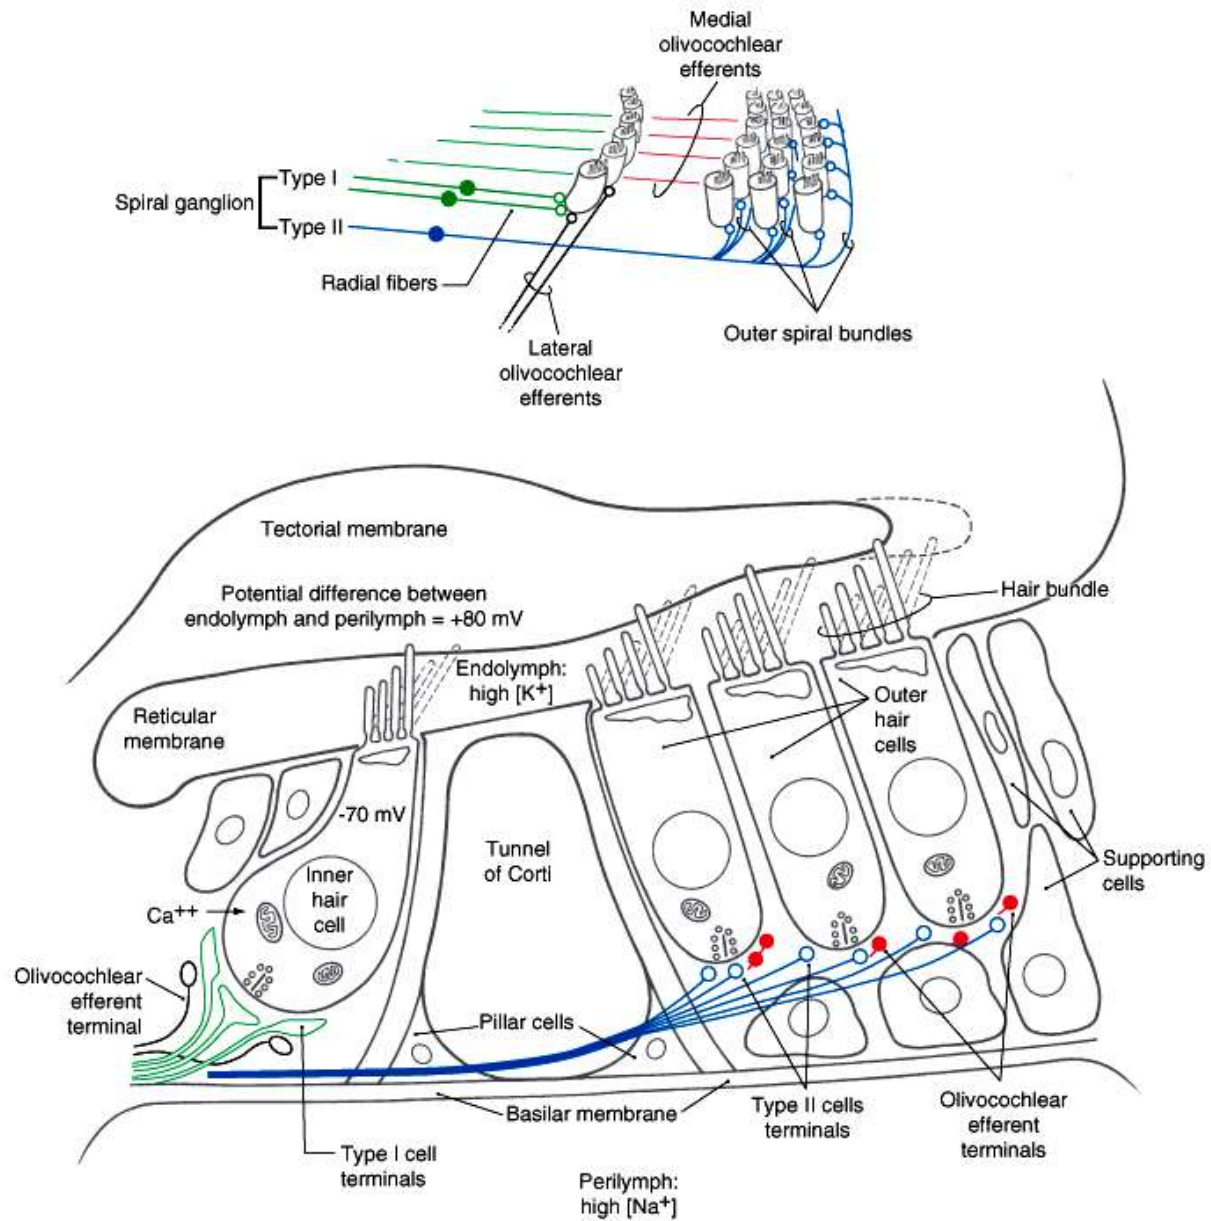 Medial
olivocochlear
efferents
Type I
Spiral ganglion
Type II
Radial fibers
Outer spiral bundles
Lateral
olivocochlear
efferents
Tectorial membrane
Potential difference between
endolymph and perilymph = +80 mV
Hair bundle
Endolymph:
high [K+]
Reticular
membrane
Outer
hair
cells
-70 mV
Tunnel
of Corti
Supporting
cells
Inner
hair
cell
Ca++
Olivocochlear
efferent
terminal
Pillar cells
Basilar membrane
Type II cells
terminals
Olivocochlear
efferent
terminals
Type I cell
terminals
Perilymph:
high [Na+]